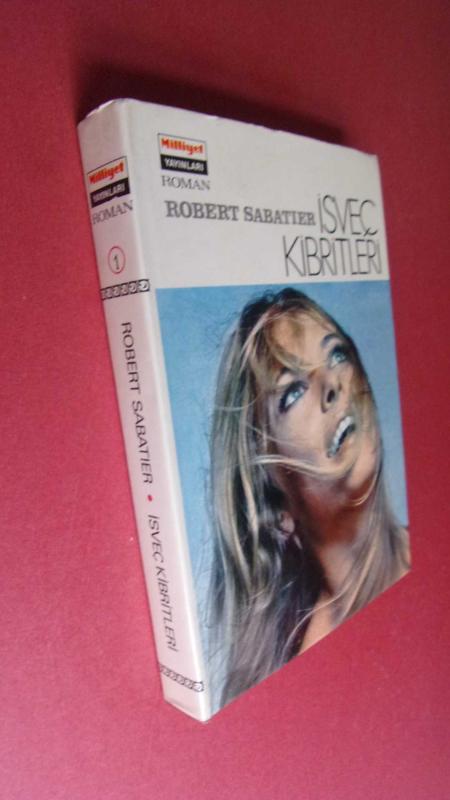 Milliyet
YAYINLARI
ROMAN
ROBERT SABATIER
İSVEÇ
KİBRİTLERİ
Milliyet
YAYINLARI
ROMAN
1
ROBERT SABATIER • İSVEÇ KİBRİTLERİ